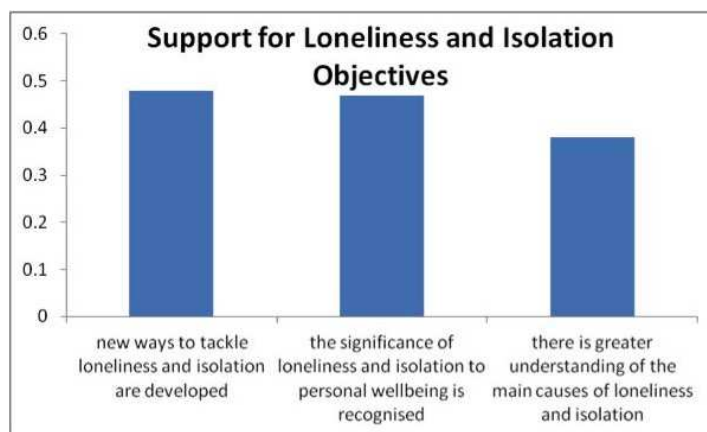 Support for Loneliness and Isolation
Objectives
0.6
0.5
0.4
0.3
0.2
0.1
0
new ways to tackle
loneliness and isolation
are developed
the significance of
loneliness and isolation to
personal wellbeing is
recognised
there is greater
understanding of the
main causes of loneliness
and isolation